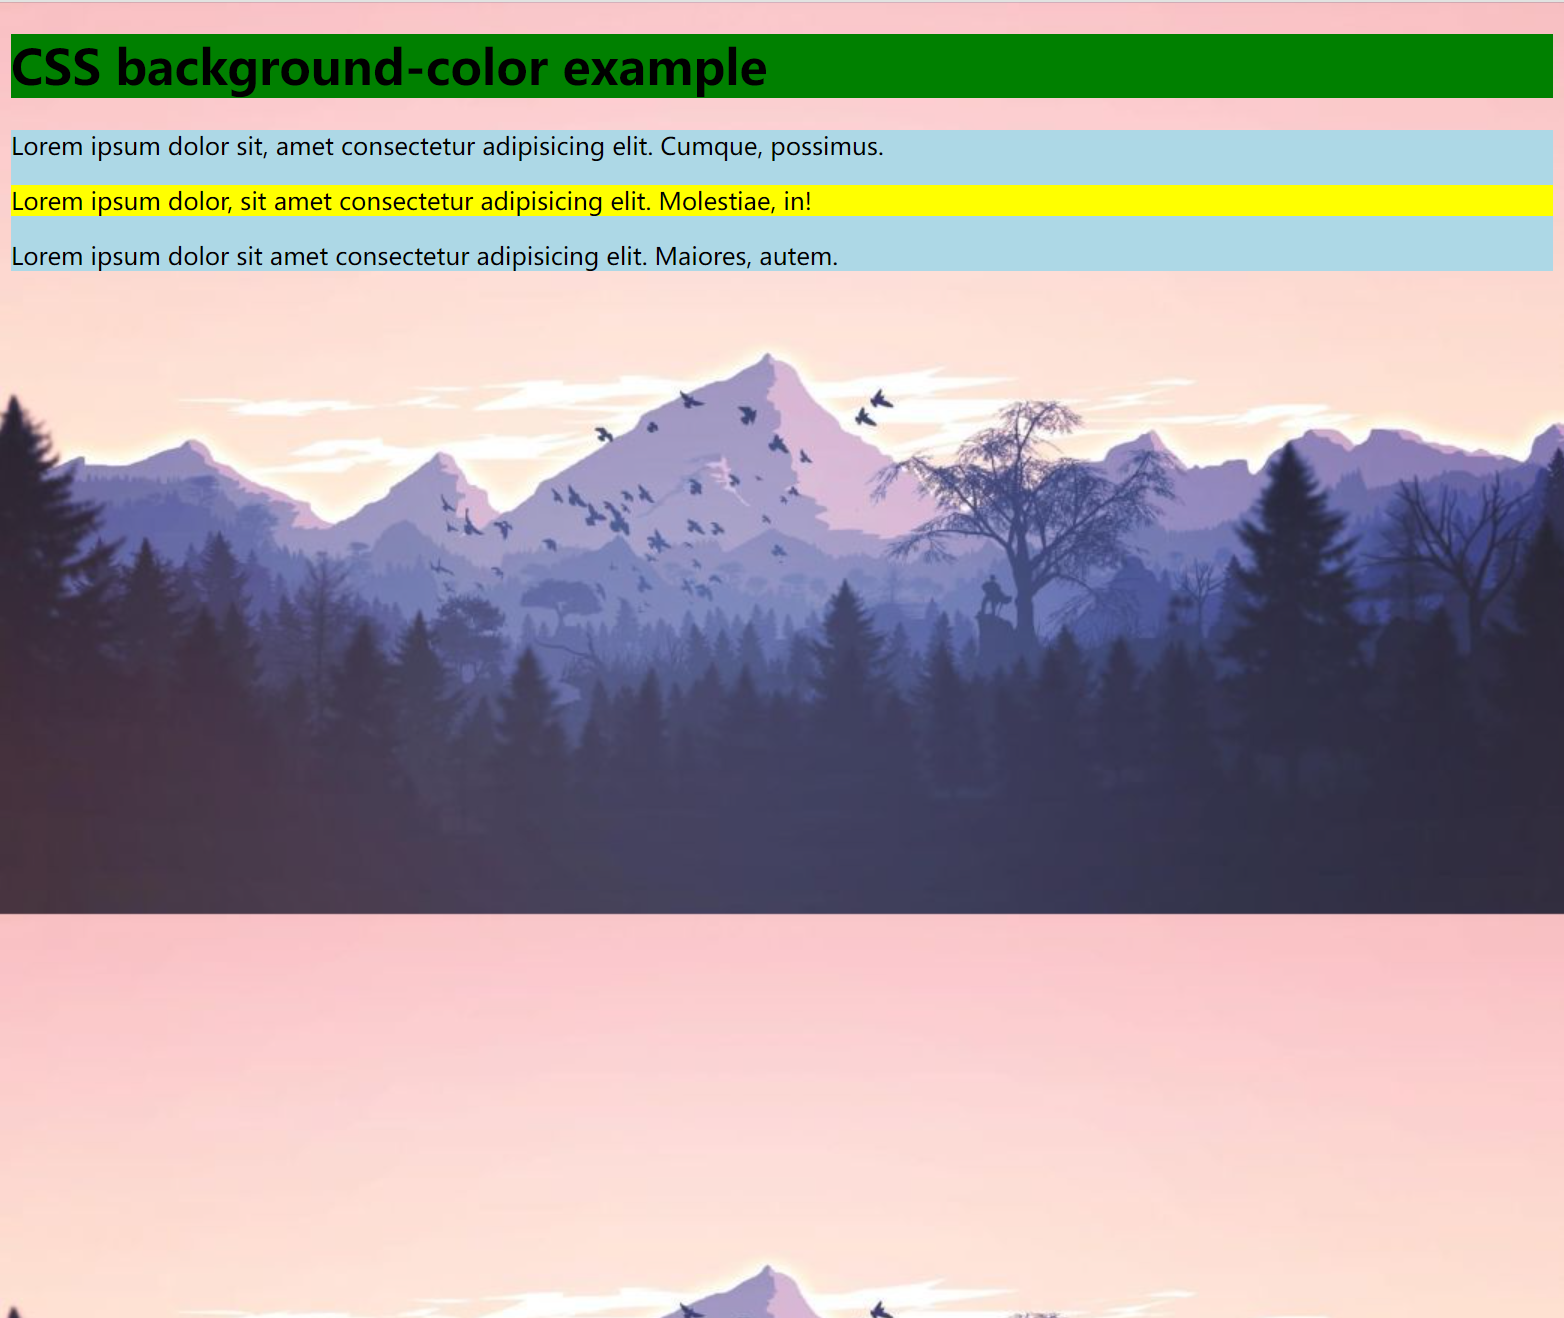 CSS background-color example
Lorem ipsum dolor sit, amet consectetur adipisicing elit. Cumque, possimus.
Lorem ipsum dolor, sit amet consectetur adipisicing elit. Molestiae, in!
Lorem ipsum dolor sit amet consectetur adipisicing elit. Maiores, autem.